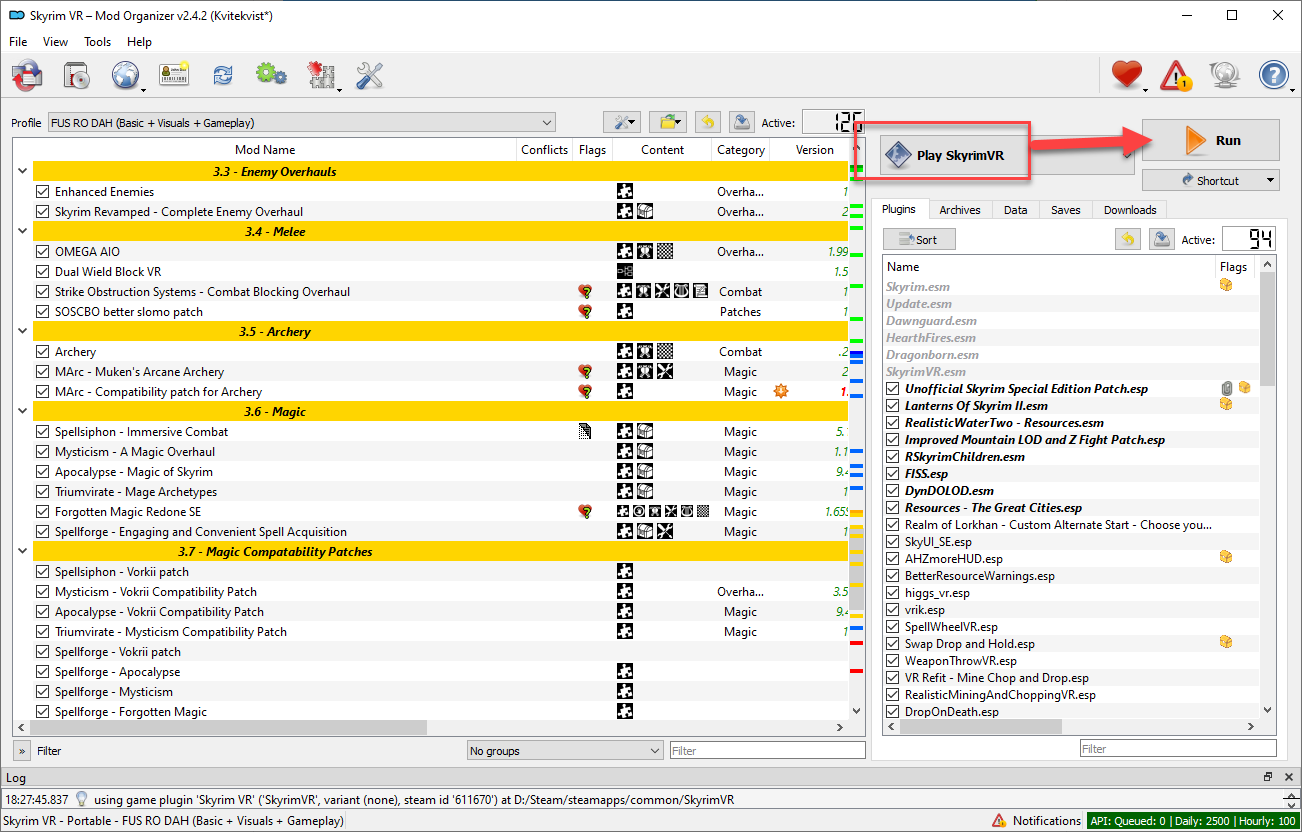 Skyrim VR – Mod Organizer v2.4.2 (Kvitekvist*)
File View Tools Help
1
Profile FUS RO DAH (Basic + Visuals + Gameplay) Active: 126
Play SkyrimVR
Run
Shortcut
Mod Name Conflicts Flags Content Category Version
3.3 - Enemy Overhauls
Enhanced Enemies Overha... 1
Skyrim Revamped - Complete Enemy Overhaul Overha... 2
3.4 - Melee
OMEGA AIO Overha... 1.99
Dual Wield Block VR 1.5
Strike Obstruction Systems - Combat Blocking Overhaul Combat 1
SOSCBO better slomo patch Patches 1
3.5 - Archery
Archery Combat .2
MArc - Muken's Arcane Archery Magic 2
MArc - Compatibility patch for Archery Magic 1.
3.6 - Magic
Spellsiphon - Immersive Combat Magic 5.
Mysticism - A Magic Overhaul Magic 1.1
Apocalypse - Magic of Skyrim Magic 9.4
Triumvirate - Mage Archetypes Magic 1
Forgotten Magic Redone SE Magic 1.655
Spellforge - Engaging and Convenient Spell Acquisition Magic 1
3.7 - Magic Compatability Patches
Spellsiphon - Vorkii patch
Mysticism - Vokrii Compatibility Patch Overha... 3.5
Apocalypse - Vokrii Compatibility Patch Magic 9.4
Triumvirate - Mysticism Compatibility Patch Magic 1
Spellforge - Vokrii patch
Spellforge - Apocalypse
Spellforge - Mysticism
Spellforge - Forgotten Magic
» Filter No groups Filter
Plugins Archives Data Saves Downloads
Sort Active: 94
Name Flags
Skyrim.esm
Update.esm
Dawnguard.esm
HearthFires.esm
Dragonborn.esm
SkyrimVR.esm
Unofficial Skyrim Special Edition Patch.esp
Lanterns Of Skyrim II.esm
RealisticWaterTwo - Resources.esm
Improved Mountain LOD and Z Fight Patch.esp
RSkyrimChildren.esm
FISS.esp
DynDOLOD.esm
Resources - The Great Cities.esp
Realm of Lorkhan - Custom Alternate Start - Choose you...
SkyUI_SE.esp
AHZmoreHUD.esp
BetterResourceWarnings.esp
higgs_vr.esp
vrik.esp
SpellWheelVR.esp
Swap Drop and Hold.esp
WeaponThrowVR.esp
VR Refit - Mine Chop and Drop.esp
RealisticMiningAndChoppingVR.esp
DropOnDeath.esp
Filter
Log
18:27:45.837 using game plugin 'Skyrim VR' ('SkyrimVR', variant (none), steam id '611670') at D:/Steam/steamapps/common/SkyrimVR
Skyrim VR - Portable - FUS RO DAH (Basic + Visuals + Gameplay) Notifications API: Queued: 0 | Daily: 2500 | Hourly: 100